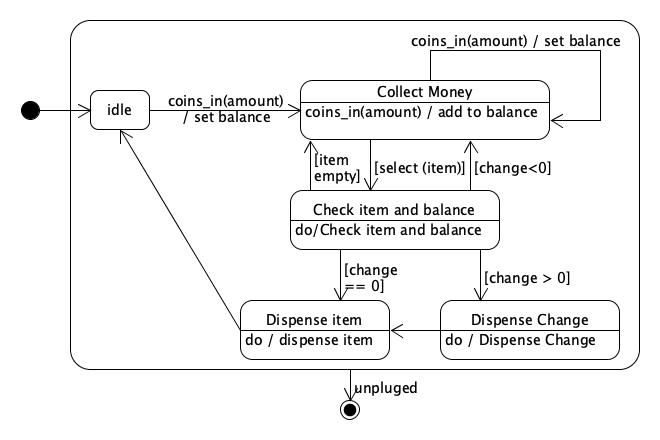 coins_in(amount) / set balance
Collect Money
coins_in(amount) / add to balance
idle
coins_in(amount)
/ set balance
[item
empty]
[select (item)]
[change<0]
Check item and balance
do/Check item and balance
[change
== 0]
[change > 0]
Dispense item
do / dispense item
Dispense Change
do / Dispense Change
unpluged